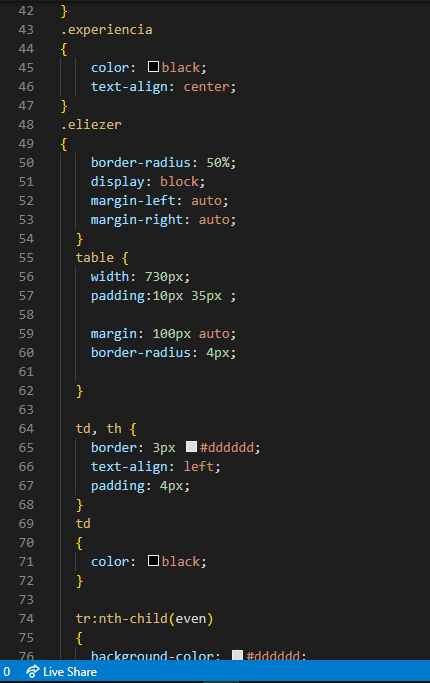 42 }
43 .experiencia
44 {
45 color: black;
46 text-align: center;
47 }
48 .eliezer
49 {
50 border-radius: 50%;
51 display: block;
52 margin-left: auto;
53 margin-right: auto;
54 }
55 table {
56 width: 730px;
57 padding:10px 35px ;
58
59 margin: 100px auto;
60 border-radius: 4px;
61
62 }
63
64 td, th {
65 border: 3px #dddddd;
66 text-align: left;
67 padding: 4px;
68 }
69 td
70 {
71 color: black;
72 }
73
74 tr:nth-child(even)
75 {
76 background-color: #dddddd;
0 Live Share